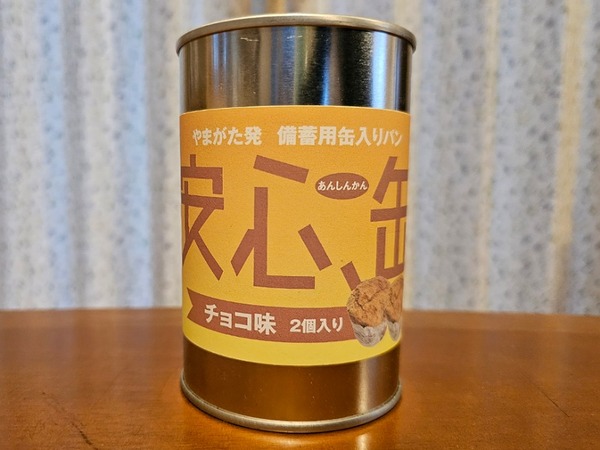 やまがた発 備蓄用缶入りパン
安心缶
あんしんかん
チョコ味 2個入り